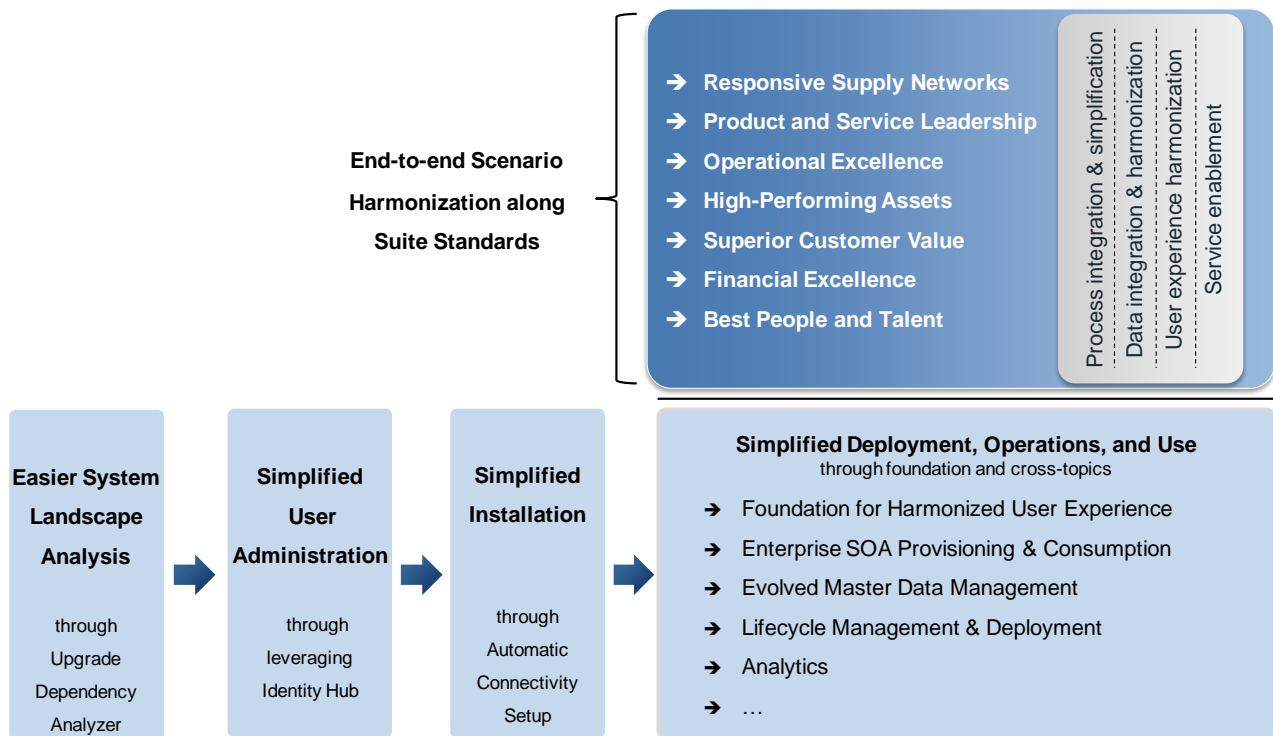 End-to-end Scenario
Harmonization along
Suite Standards
➔ Responsive Supply Networks
➔ Product and Service Leadership
➔ Operational Excellence
➔ High-Performing Assets
➔ Superior Customer Value
➔ Financial Excellence
➔ Best People and Talent
Process integration & simplification
Data integration & harmonization
User experience harmonization
Service enablement
Easier System
Landscape
Analysis
through
Upgrade
Dependency
Analyzer
Simplified
User
Administration
through
leveraging
Identity Hub
Simplified
Installation
through
Automatic
Connectivity
Setup
Simplified Deployment, Operations, and Use
through foundation and cross-topics
➔ Foundation for Harmonized User Experience
➔ Enterprise SOA Provisioning & Consumption
➔ Evolved Master Data Management
➔ Lifecycle Management & Deployment
➔ Analytics
➔ …